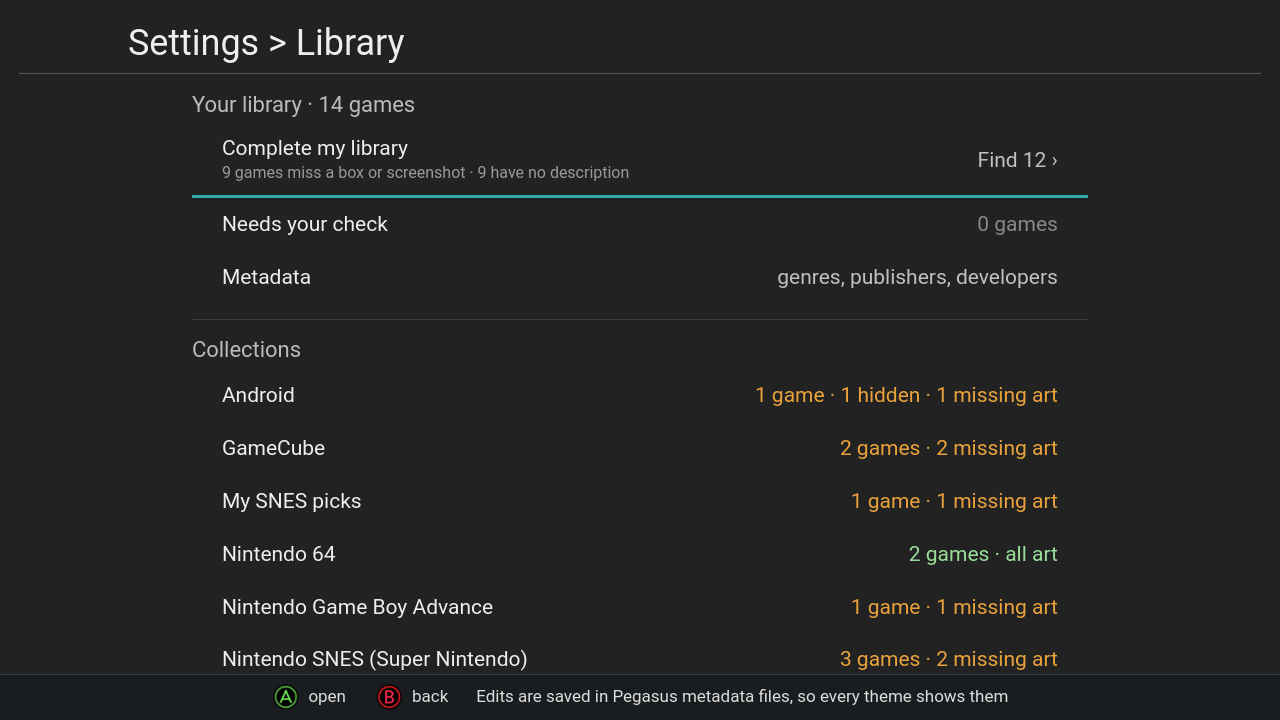 Settings > Library
Your library · 14 games
Complete my library
9 games miss a box or screenshot · 9 have no description
Find 12 ›
Needs your check
0 games
Metadata
genres, publishers, developers
Collections
Android
1 game · 1 hidden · 1 missing art
GameCube
2 games · 2 missing art
My SNES picks
1 game · 1 missing art
Nintendo 64
2 games · all art
Nintendo Game Boy Advance
1 game · 1 missing art
Nintendo SNES (Super Nintendo)
3 games · 2 missing art
A open B back Edits are saved in Pegasus metadata files, so every theme shows them